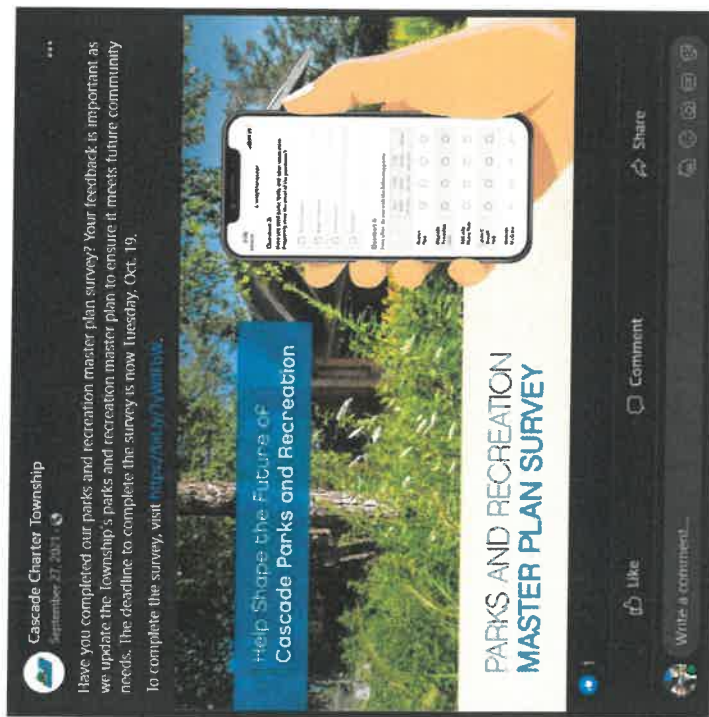 Cascade Charter Township
September 27, 2021
Have you completed our parks and recreation master plan survey? Your feedback is important as
we update the Township's parks and recreation master plan to ensure it meets future community
needs. The deadline to complete the survey is now Tuesday, Oct. 19.
To complete the survey, visit
Help Shape the Future of
Cascade Parks and Recreation
PARKS AND RECREATION
MASTER PLAN SURVEY
1
Like
Comment
Share
Write a comment...